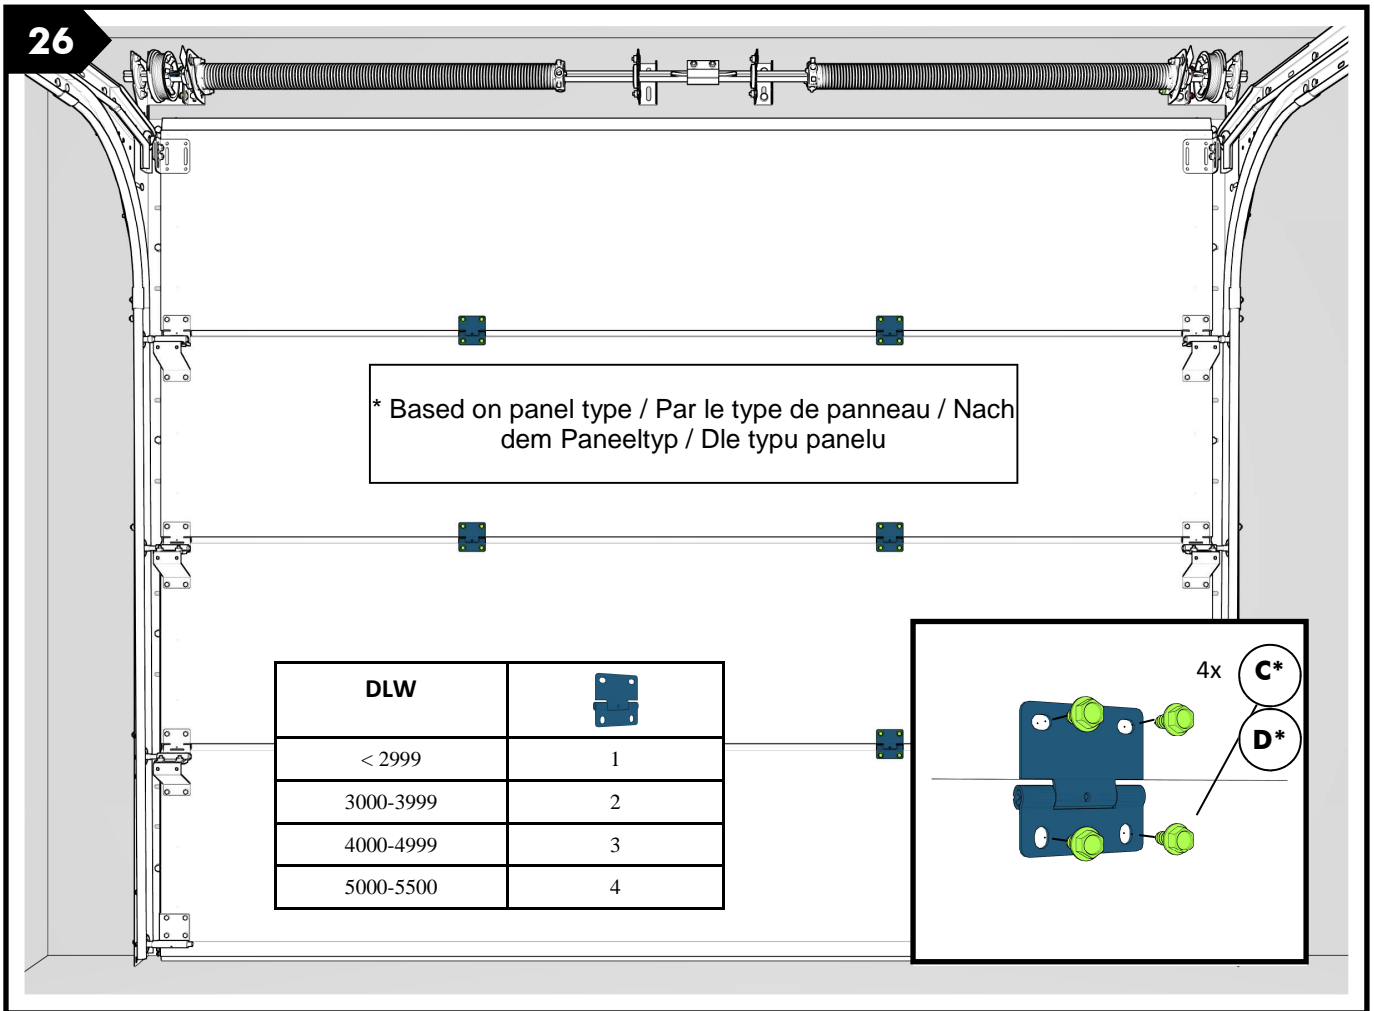 26
* Based on panel type / Par le type de panneau / Nach
dem Paneeltyp / Dle typu panelu
DLW
< 2999 1
3000-3999 2
4000-4999 3
5000-5500 4
4x C*
D*